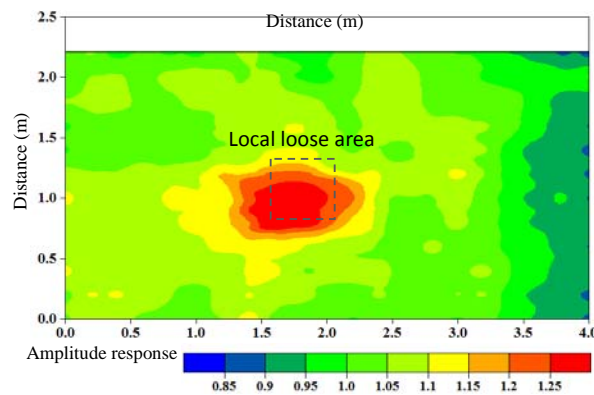 Distance (m)
2.5
2.0
1.5
1.0
0.5
0.0
Distance (m)
Local loose area
0.0 0.5 1.0 1.5 2.0 2.5 3.0 3.5 4.0
Amplitude response
0.85 0.9 0.95 1.0 1.05 1.1 1.15 1.2 1.25